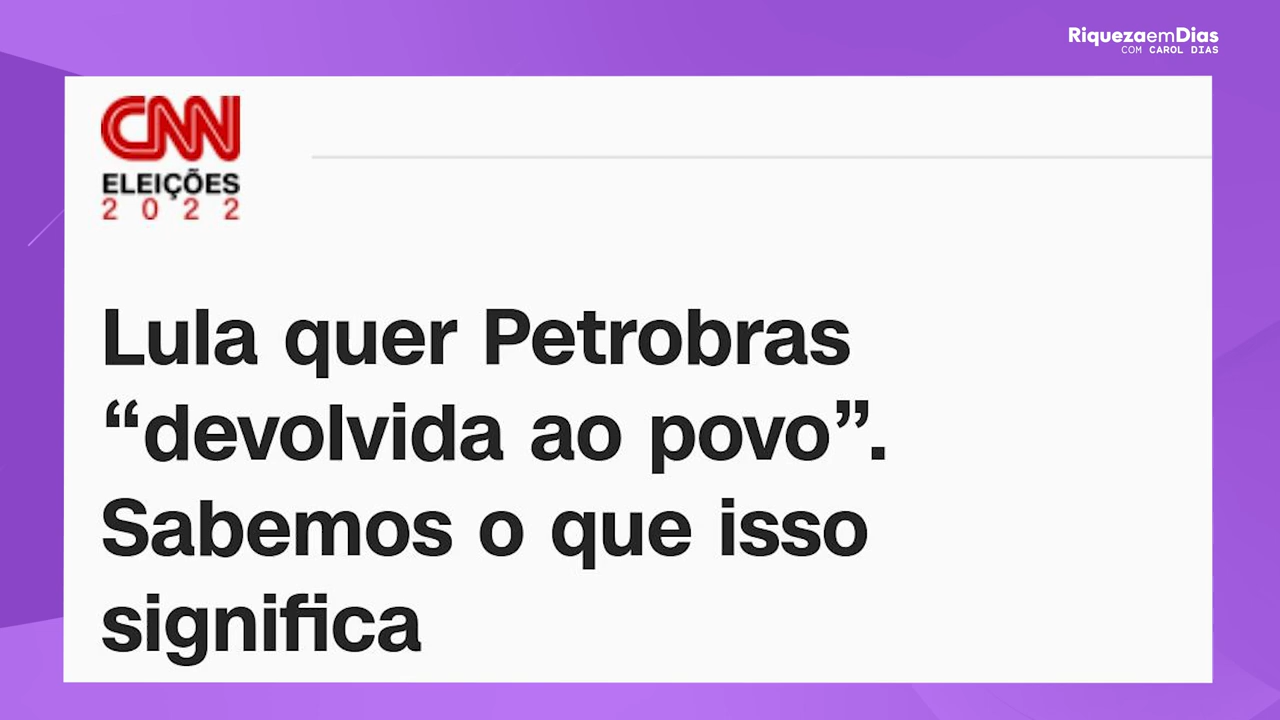 RiquezaemDias
COM CAROL DIAS
CNN
ELEIÇÕES
2022
Lula quer Petrobras
“devolvida ao povo”.
Sabemos o que isso
significa